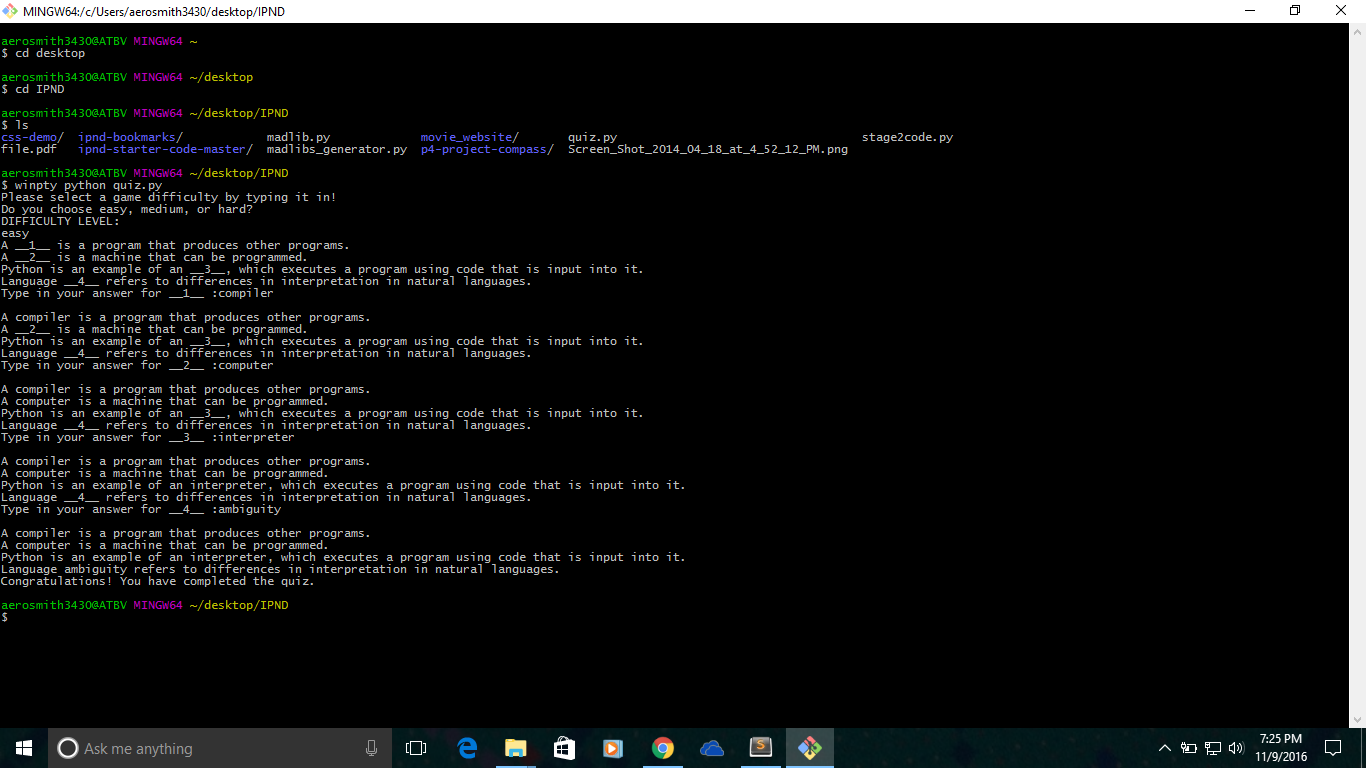 MINGW64:/c/Users/aerosmith3430/desktop/IPND
aerosmith3430@ATBV MINGW64 ~
$ cd desktop
aerosmith3430@ATBV MINGW64 ~/desktop
$ cd IPND
aerosmith3430@ATBV MINGW64 ~/desktop/IPND
$ ls
css-demo/ ipnd-bookmarks/ madlib.py movie_website/ quiz.py stage2code.py
file.pdf ipnd-starter-code-master/ madlibs_generator.py p4-project-compass/ Screen_Shot_2014_04_18_at_4_52_12_PM.png
aerosmith3430@ATBV MINGW64 ~/desktop/IPND
$ winpty python quiz.py
Please select a game difficulty by typing it in!
Do you choose easy, medium, or hard?
DIFFICULTY LEVEL:
easy
A __1__ is a program that produces other programs.
A __2__ is a machine that can be programmed.
Python is an example of an __3__, which executes a program using code that is input into it.
Language __4__ refers to differences in interpretation in natural languages.
Type in your answer for __1__ :compiler
A compiler is a program that produces other programs.
A __2__ is a machine that can be programmed.
Python is an example of an __3__, which executes a program using code that is input into it.
Language __4__ refers to differences in interpretation in natural languages.
Type in your answer for __2__ :computer
A compiler is a program that produces other programs.
A computer is a machine that can be programmed.
Python is an example of an __3__, which executes a program using code that is input into it.
Language __4__ refers to differences in interpretation in natural languages.
Type in your answer for __3__ :interpreter
A compiler is a program that produces other programs.
A computer is a machine that can be programmed.
Python is an example of an interpreter, which executes a program using code that is input into it.
Language __4__ refers to differences in interpretation in natural languages.
Type in your answer for __4__ :ambiguity
A compiler is a program that produces other programs.
A computer is a machine that can be programmed.
Python is an example of an interpreter, which executes a program using code that is input into it.
Language ambiguity refers to differences in interpretation in natural languages.
Congratulations! You have completed the quiz.
aerosmith3430@ATBV MINGW64 ~/desktop/IPND
$
Ask me anything
7:25 PM
11/9/2016